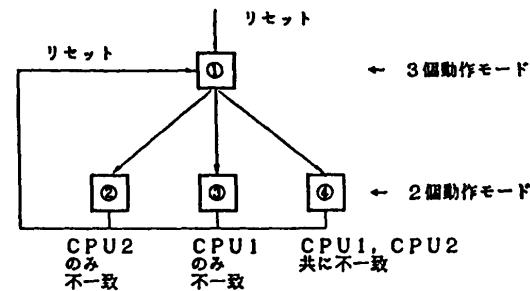 リセット
リセット
①
← 3個動作モード
② ③ ④
← 2個動作モード
CPU2
のみ
不一致
CPU1
のみ
不一致
CPU1, CPU2
共に不一致